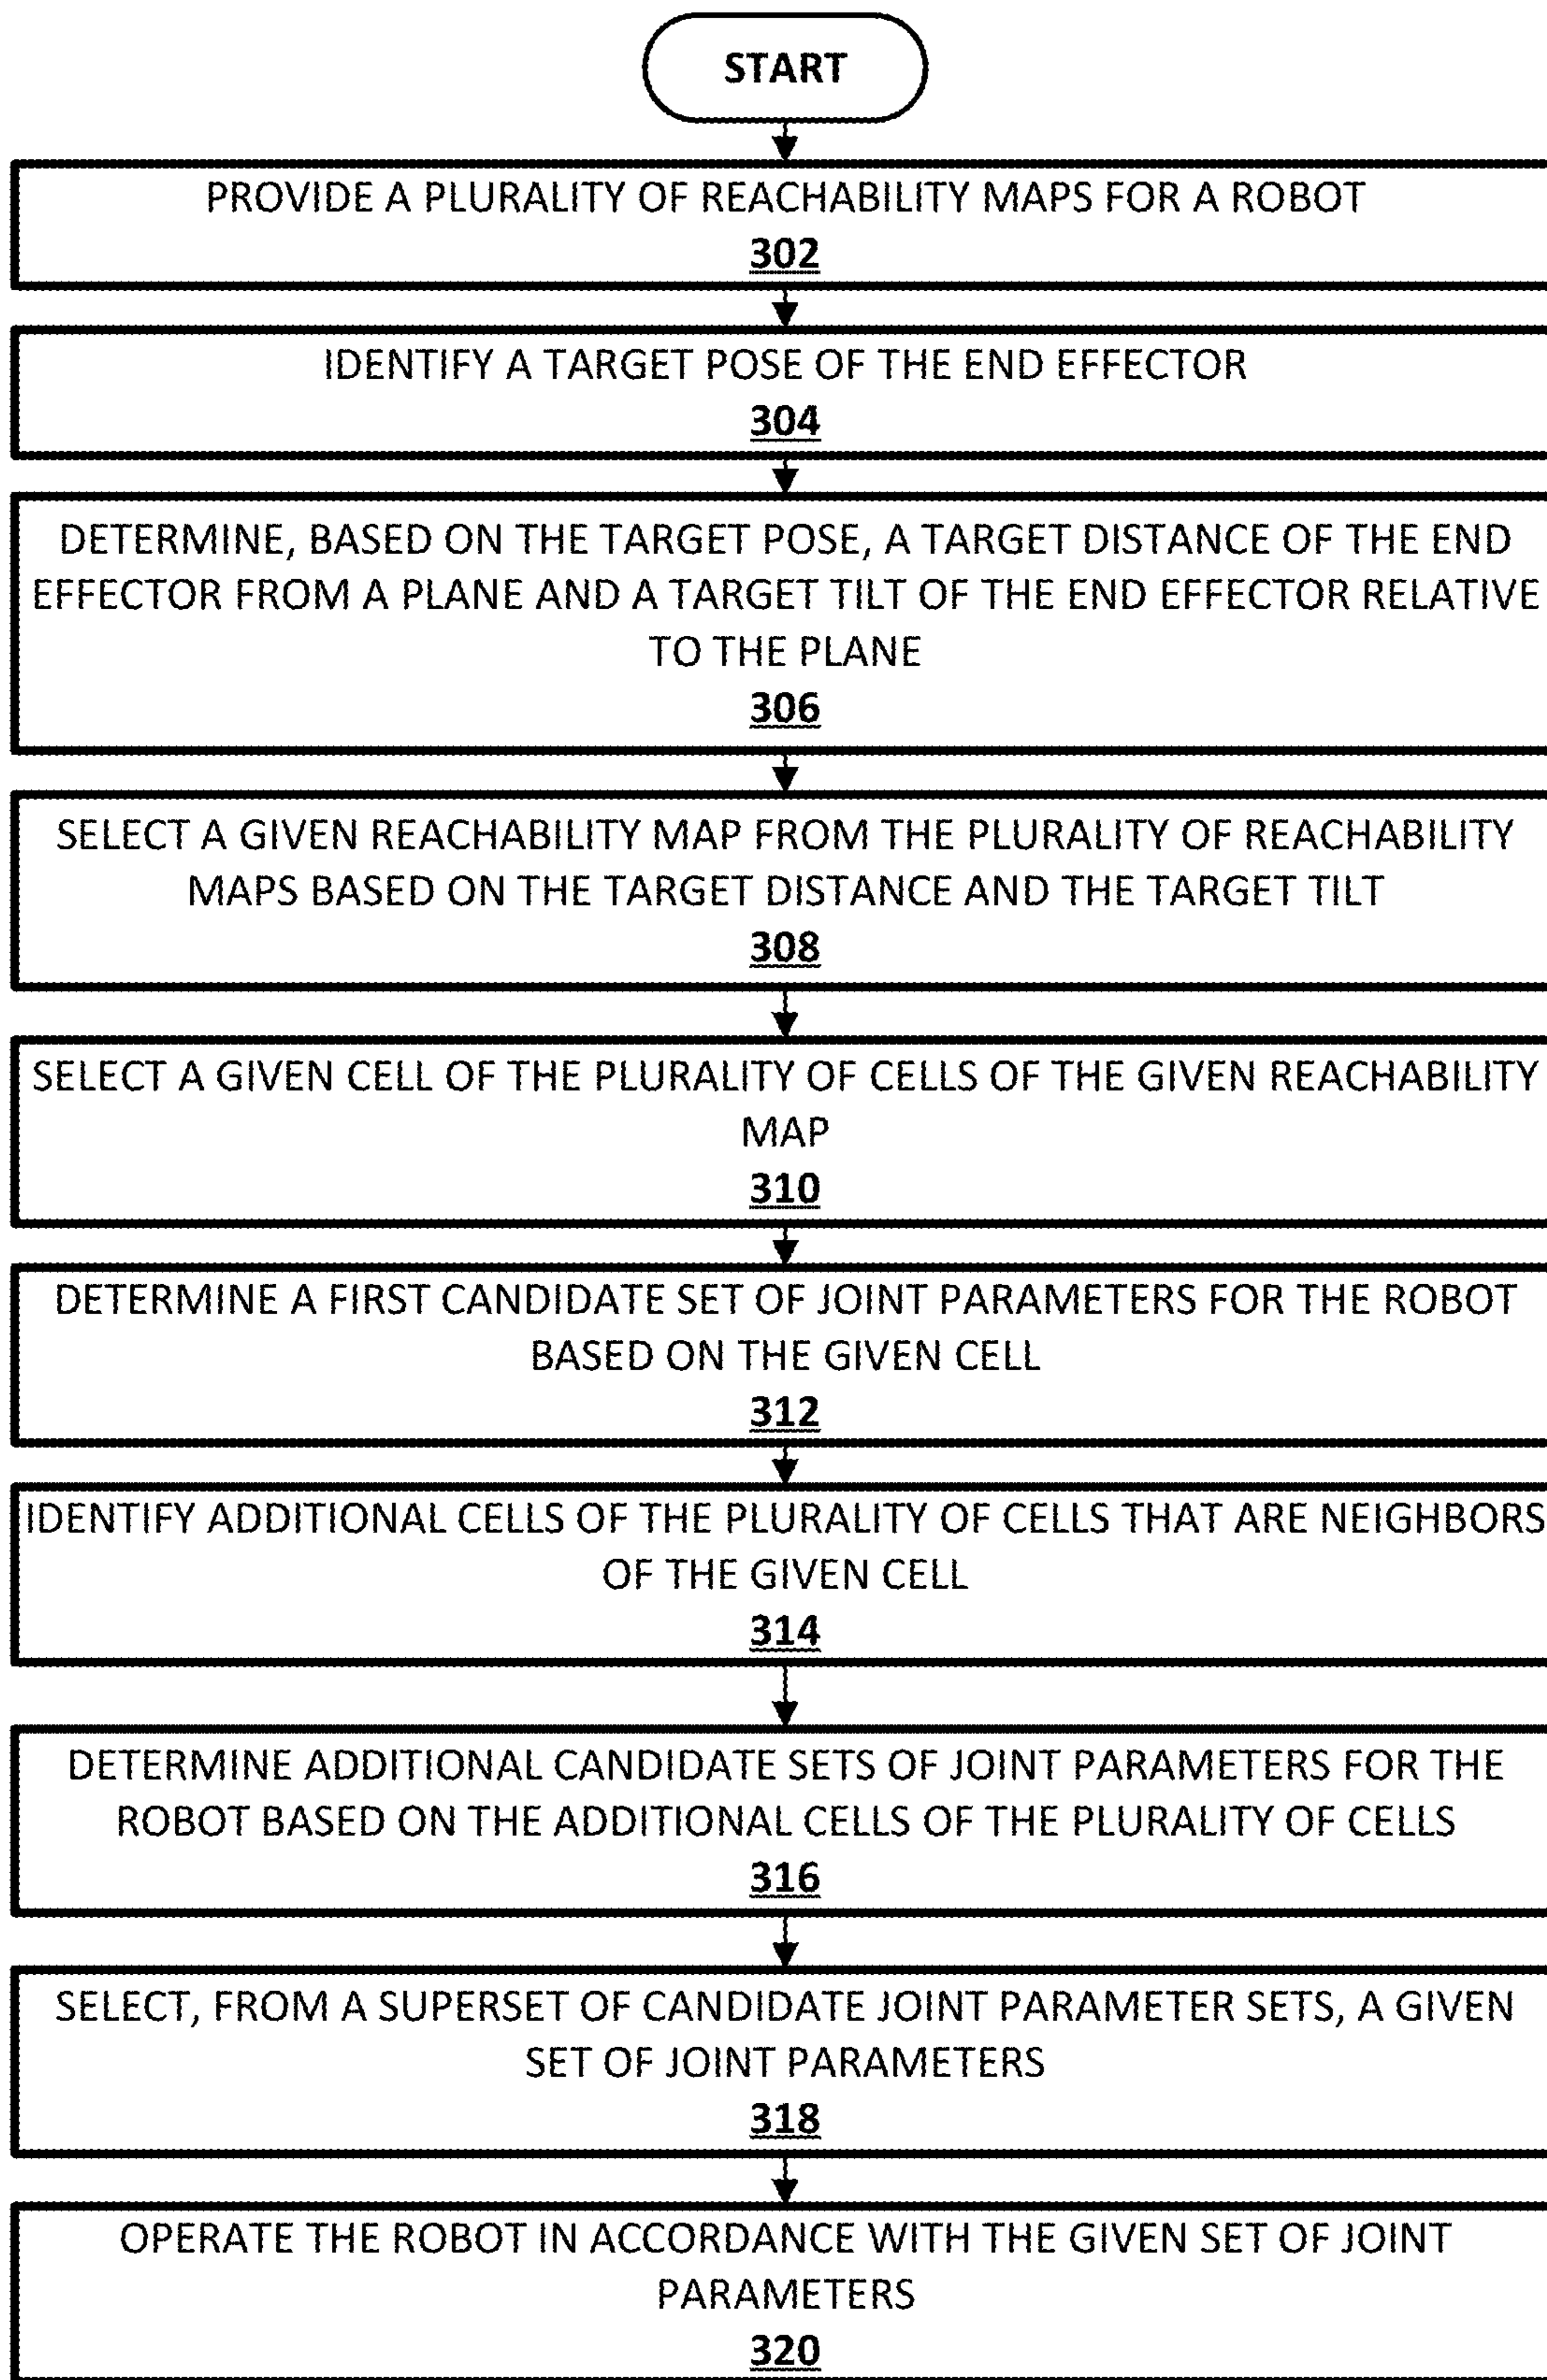 START
PROVIDE A PLURALITY OF REACHABILITY MAPS FOR A ROBOT
302
IDENTIFY A TARGET POSE OF THE END EFFECTOR
304
DETERMINE, BASED ON THE TARGET POSE, A TARGET DISTANCE OF THE END
EFFECTOR FROM A PLANE AND A TARGET TILT OF THE END EFFECTOR RELATIVE
TO THE PLANE
306
SELECT A GIVEN REACHABILITY MAP FROM THE PLURALITY OF REACHABILITY
MAPS BASED ON THE TARGET DISTANCE AND THE TARGET TILT
308
SELECT A GIVEN CELL OF THE PLURALITY OF CELLS OF THE GIVEN REACHABILITY
MAP
310
DETERMINE A FIRST CANDIDATE SET OF JOINT PARAMETERS FOR THE ROBOT
BASED ON THE GIVEN CELL
312
IDENTIFY ADDITIONAL CELLS OF THE PLURALITY OF CELLS THAT ARE NEIGHBORS
OF THE GIVEN CELL
314
DETERMINE ADDITIONAL CANDIDATE SETS OF JOINT PARAMETERS FOR THE
ROBOT BASED ON THE ADDITIONAL CELLS OF THE PLURALITY OF CELLS
316
SELECT, FROM A SUPERSET OF CANDIDATE JOINT PARAMETER SETS, A GIVEN
SET OF JOINT PARAMETERS
318
OPERATE THE ROBOT IN ACCORDANCE WITH THE GIVEN SET OF JOINT
PARAMETERS
320